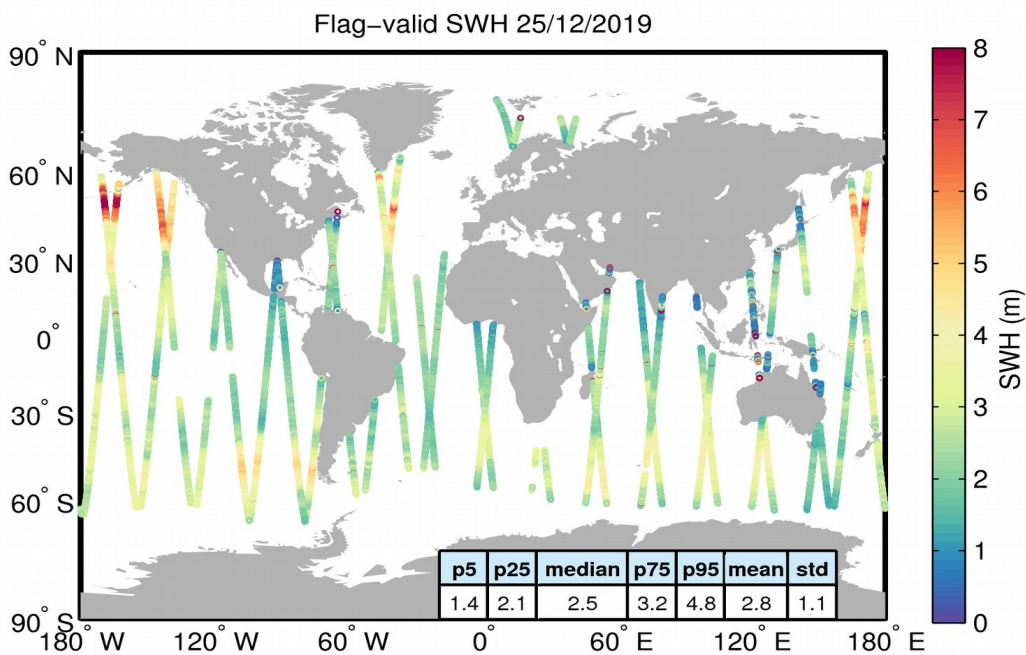 Flag−valid SWH 25/12/2019
90° N
60° N
30° N
0°
30° S
60° S
90° S
180° W
120° W
60° W
0°
60° E
120° E
180° E
p5 p25 median p75 p95 mean std
1.4 2.1 2.5 3.2 4.8 2.8 1.1
8
7
6
5
4
3
2
1
0
SWH (m)